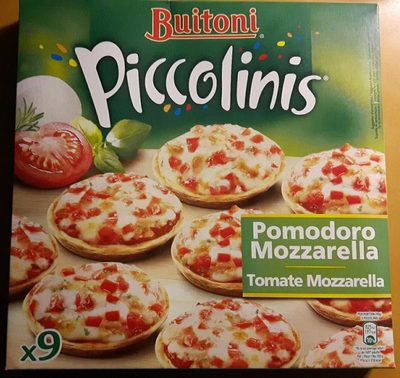 Buitoni
Piccolinis
Pomodoro
Mozzarella
Tomate Mozzarella
x9